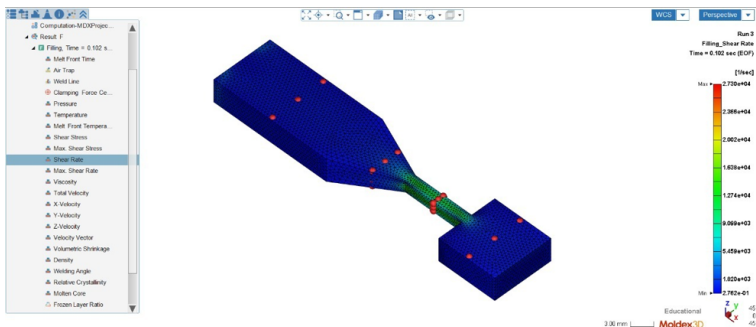 Computation-MDXProjec...
Result F
Filling, Time = 0.102 s...
Melt Front Time
Air Trap
Weld Line
Clamping Force Ce...
Pressure
Temperature
Melt Front Tempera...
Shear Stress
Max. Shear Stress
Shear Rate
Max. Shear Rate
Viscosity
Total Velocity
X-Velocity
Y-Velocity
Z-Velocity
Velocity Vector
Volumetric Shrinkage
Density
Welding Angle
Relative Crystallinity
Molten Core
Frozen Layer Ratio
WCS
Perspective
Run 3
Filling_Shear Rate
Time = 0.102 sec (EOF)
[1/sec]
Max 2.730e+04
2.002e+04
1.638e+04
1.274e+04
9.099e+03
5.459e+03
1.820e+03
Min 2.762e-01
Educational
3.00 mm
Moldex3D
Z
Y
X
45
45